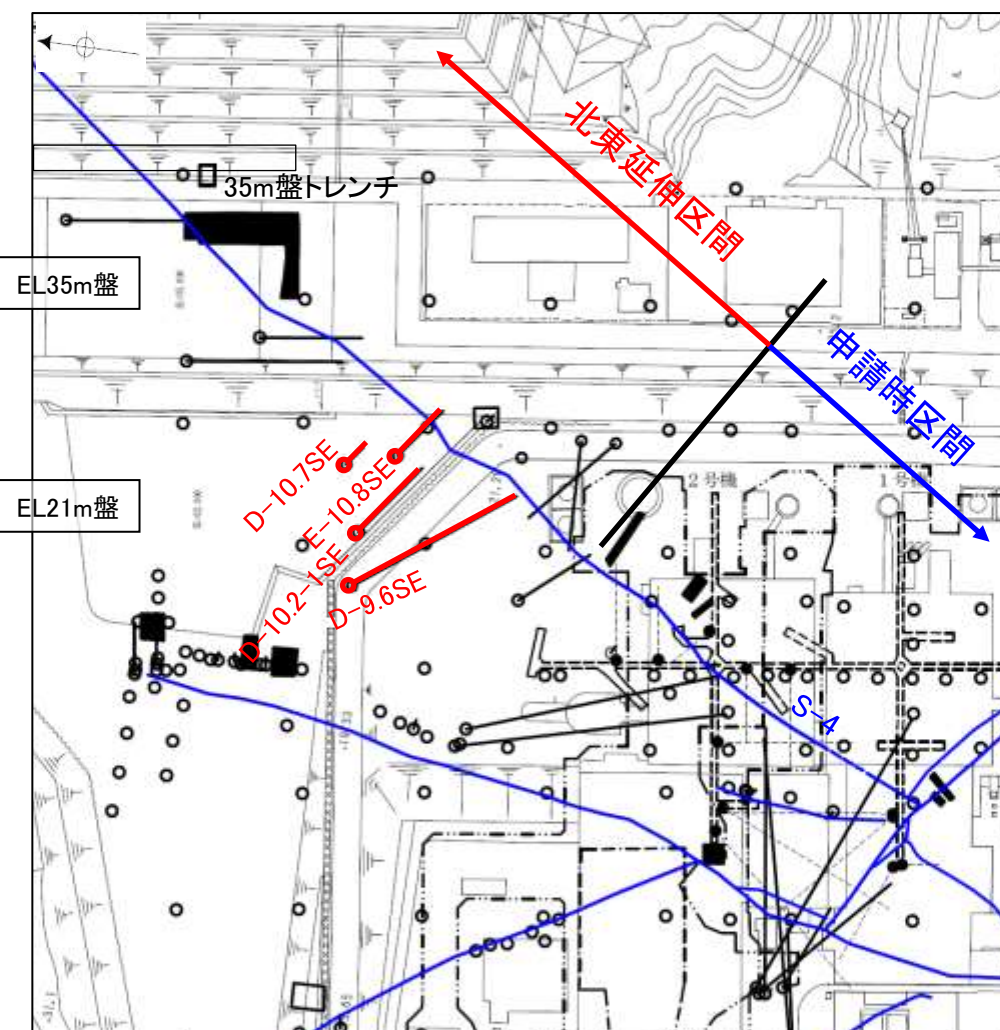 北東延伸区間
35m盤トレンチ
EL35m盤
申請時区間
D-10.7SE
E-10.8SE
2号機
1号機
EL21m盤
D-10.2-1SE
D-9.6SE
S-4